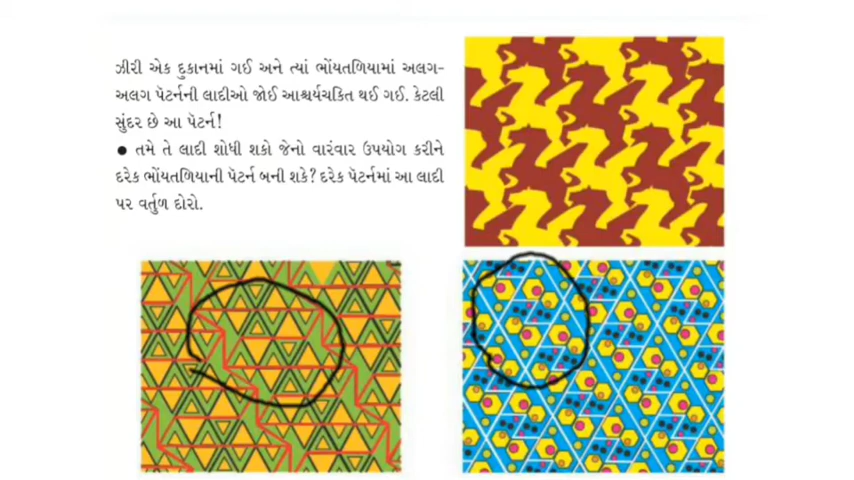 ઝીરી એક દુકાનમાં ગઈ અને ત્યાં ભોંયતળિયામાં અલગ-
અલગ પૅટર્નની લાદીઓ જોઈ આશ્ચર્યચકિત થઈ ગઈ. કેટલી
સુંદર છે આ પૅટર્ન!
● તમે તે લાદી શોધી શકો જેનો વારંવાર ઉપયોગ કરીને
દરેક ભોંયતળિયાની પૅટર્ન બની શકે? દરેક પૅટર્નમાં આ લાદી
પર વર્તુળ દોરો.